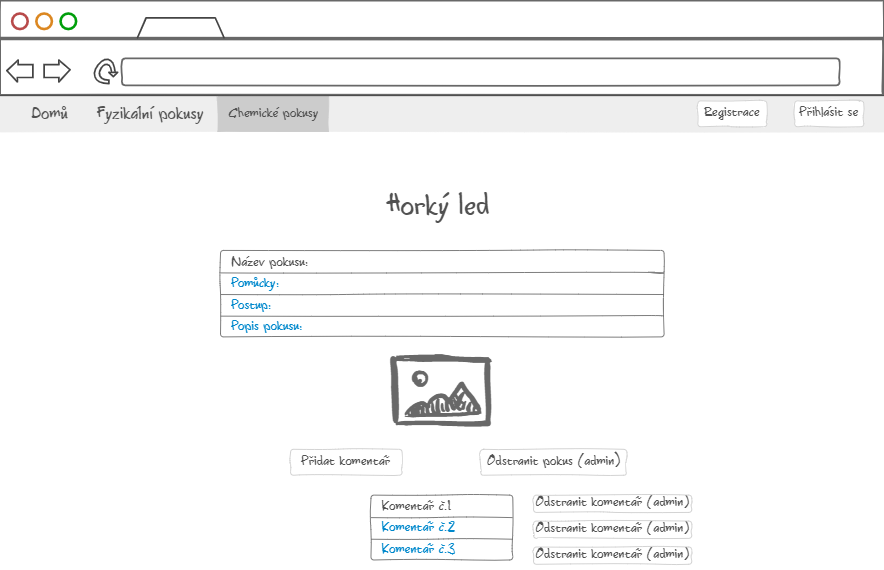 Domů Fyzikální pokusy Chemické pokusy Registrace Přihlásit se
Horký led
Název pokusu:
Pomůcky:
Postup:
Popis pokusu:
Přidat komentář Odstranit pokus (admin)
Komentář č.1 Odstranit komentář (admin)
Komentář č.2 Odstranit komentář (admin)
Komentář č.3 Odstranit komentář (admin)